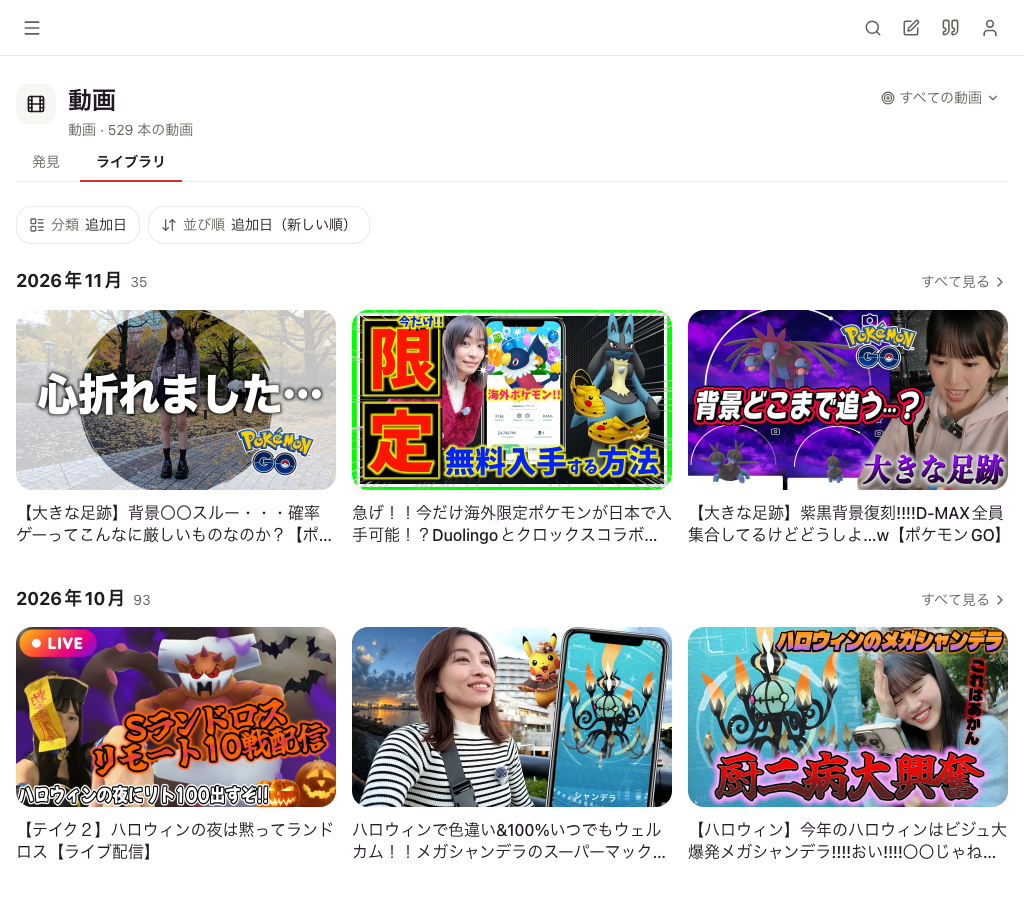 動画
すべての動画
動画 · 529 本の動画
発見
ライブラリ
分類 追加日
並び順 追加日（新しい順）
2026年11月 35
すべて見る
心折れました…
Pokémon
GO
今だけ!!
限
定
海外ポケモン!!
無料入手する方法
Pokémon
GO
背景どこまで追う…?
大きな足跡
【大きな足跡】背景〇〇スルー・・・確率
ゲーってこんなに厳しいものなのか？【ポ...
急げ！！今だけ海外限定ポケモンが日本で入
手可能！？Duolingoとクロックスコラボ...
【大きな足跡】紫黒背景復刻!!!!D-MAX全員
集合してるけどどうしよ...w【ポケモンGO】
2026年10月 93
すべて見る
LIVE
Sランドロス
リモート10戦配信
ハロウィンの夜にリト100出すぞ!!
シャンデラ
ハロウィンのメガシャンデラ
これはあかん
厨二病大興奮
【テイク２】ハロウィンの夜は黙ってランド
ロス【ライブ配信】
ハロウィンで色違い&100%いつでもウェル
カム！！メガシャンデラのスーパーマック...
【ハロウィン】今年のハロウィンはビジュ大
爆発メガシャンデラ!!!!おい!!!!〇〇じゃね...